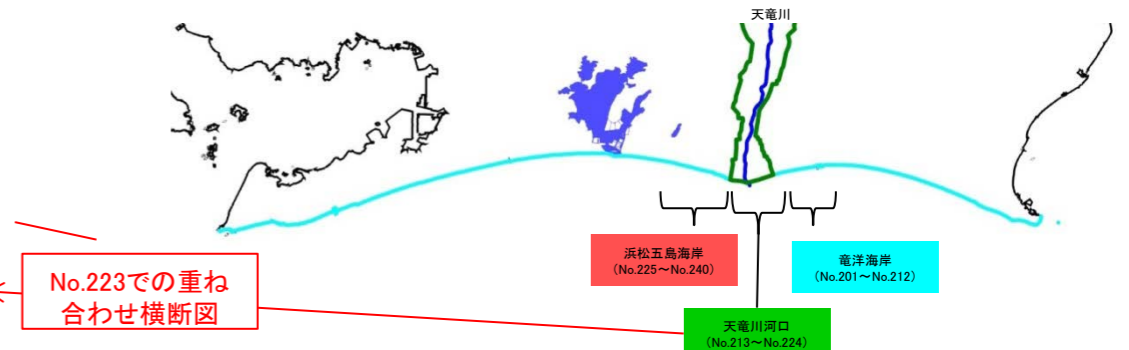 天竜川
浜松五島海岸
(No.225～No.240)
竜洋海岸
(No.201～No.212)
No.223での重ね
合わせ横断図
天竜川河口
(No.213～No.224)